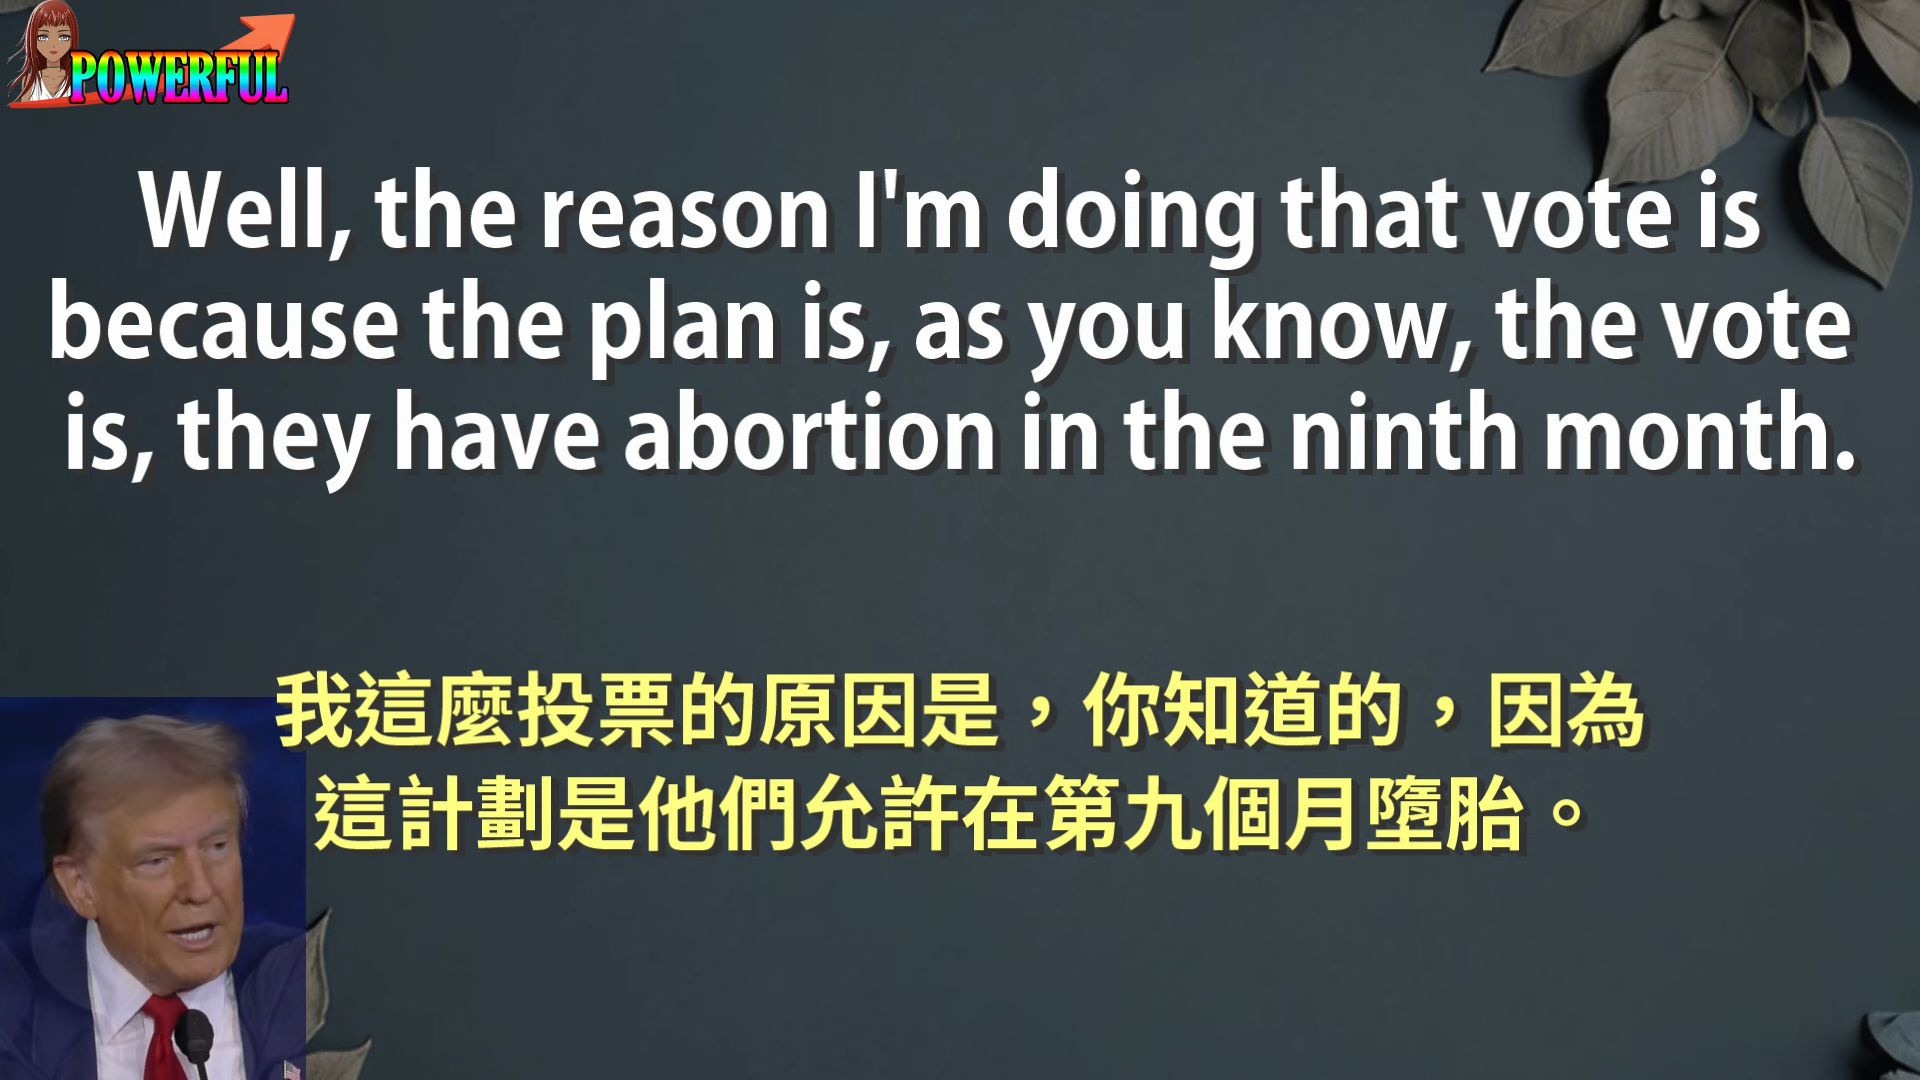 POWERFUL
Well, the reason I'm doing that vote is
because the plan is, as you know, the vote
is, they have abortion in the ninth month.
我這麼投票的原因是，你知道的，因為
這計劃是他們允許在第九個月墮胎。